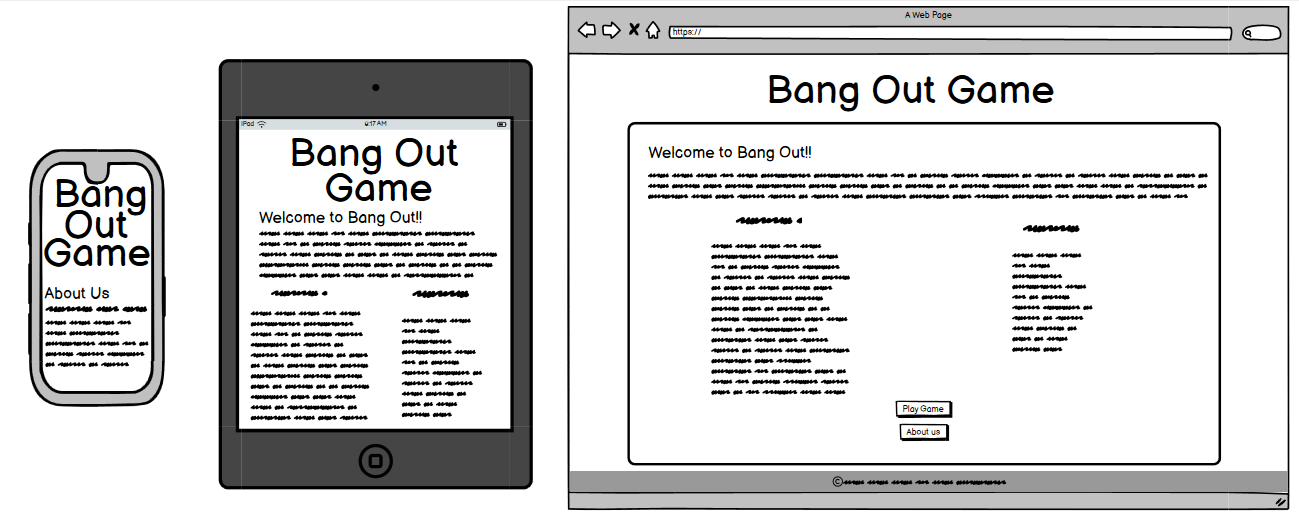 Bang
Out
Game
About Us
iPad
9:17 AM
Bang Out
Game
Welcome to Bang Out!!
A Web Page
https://
Bang Out Game
Welcome to Bang Out!!
Play Game
About us
©